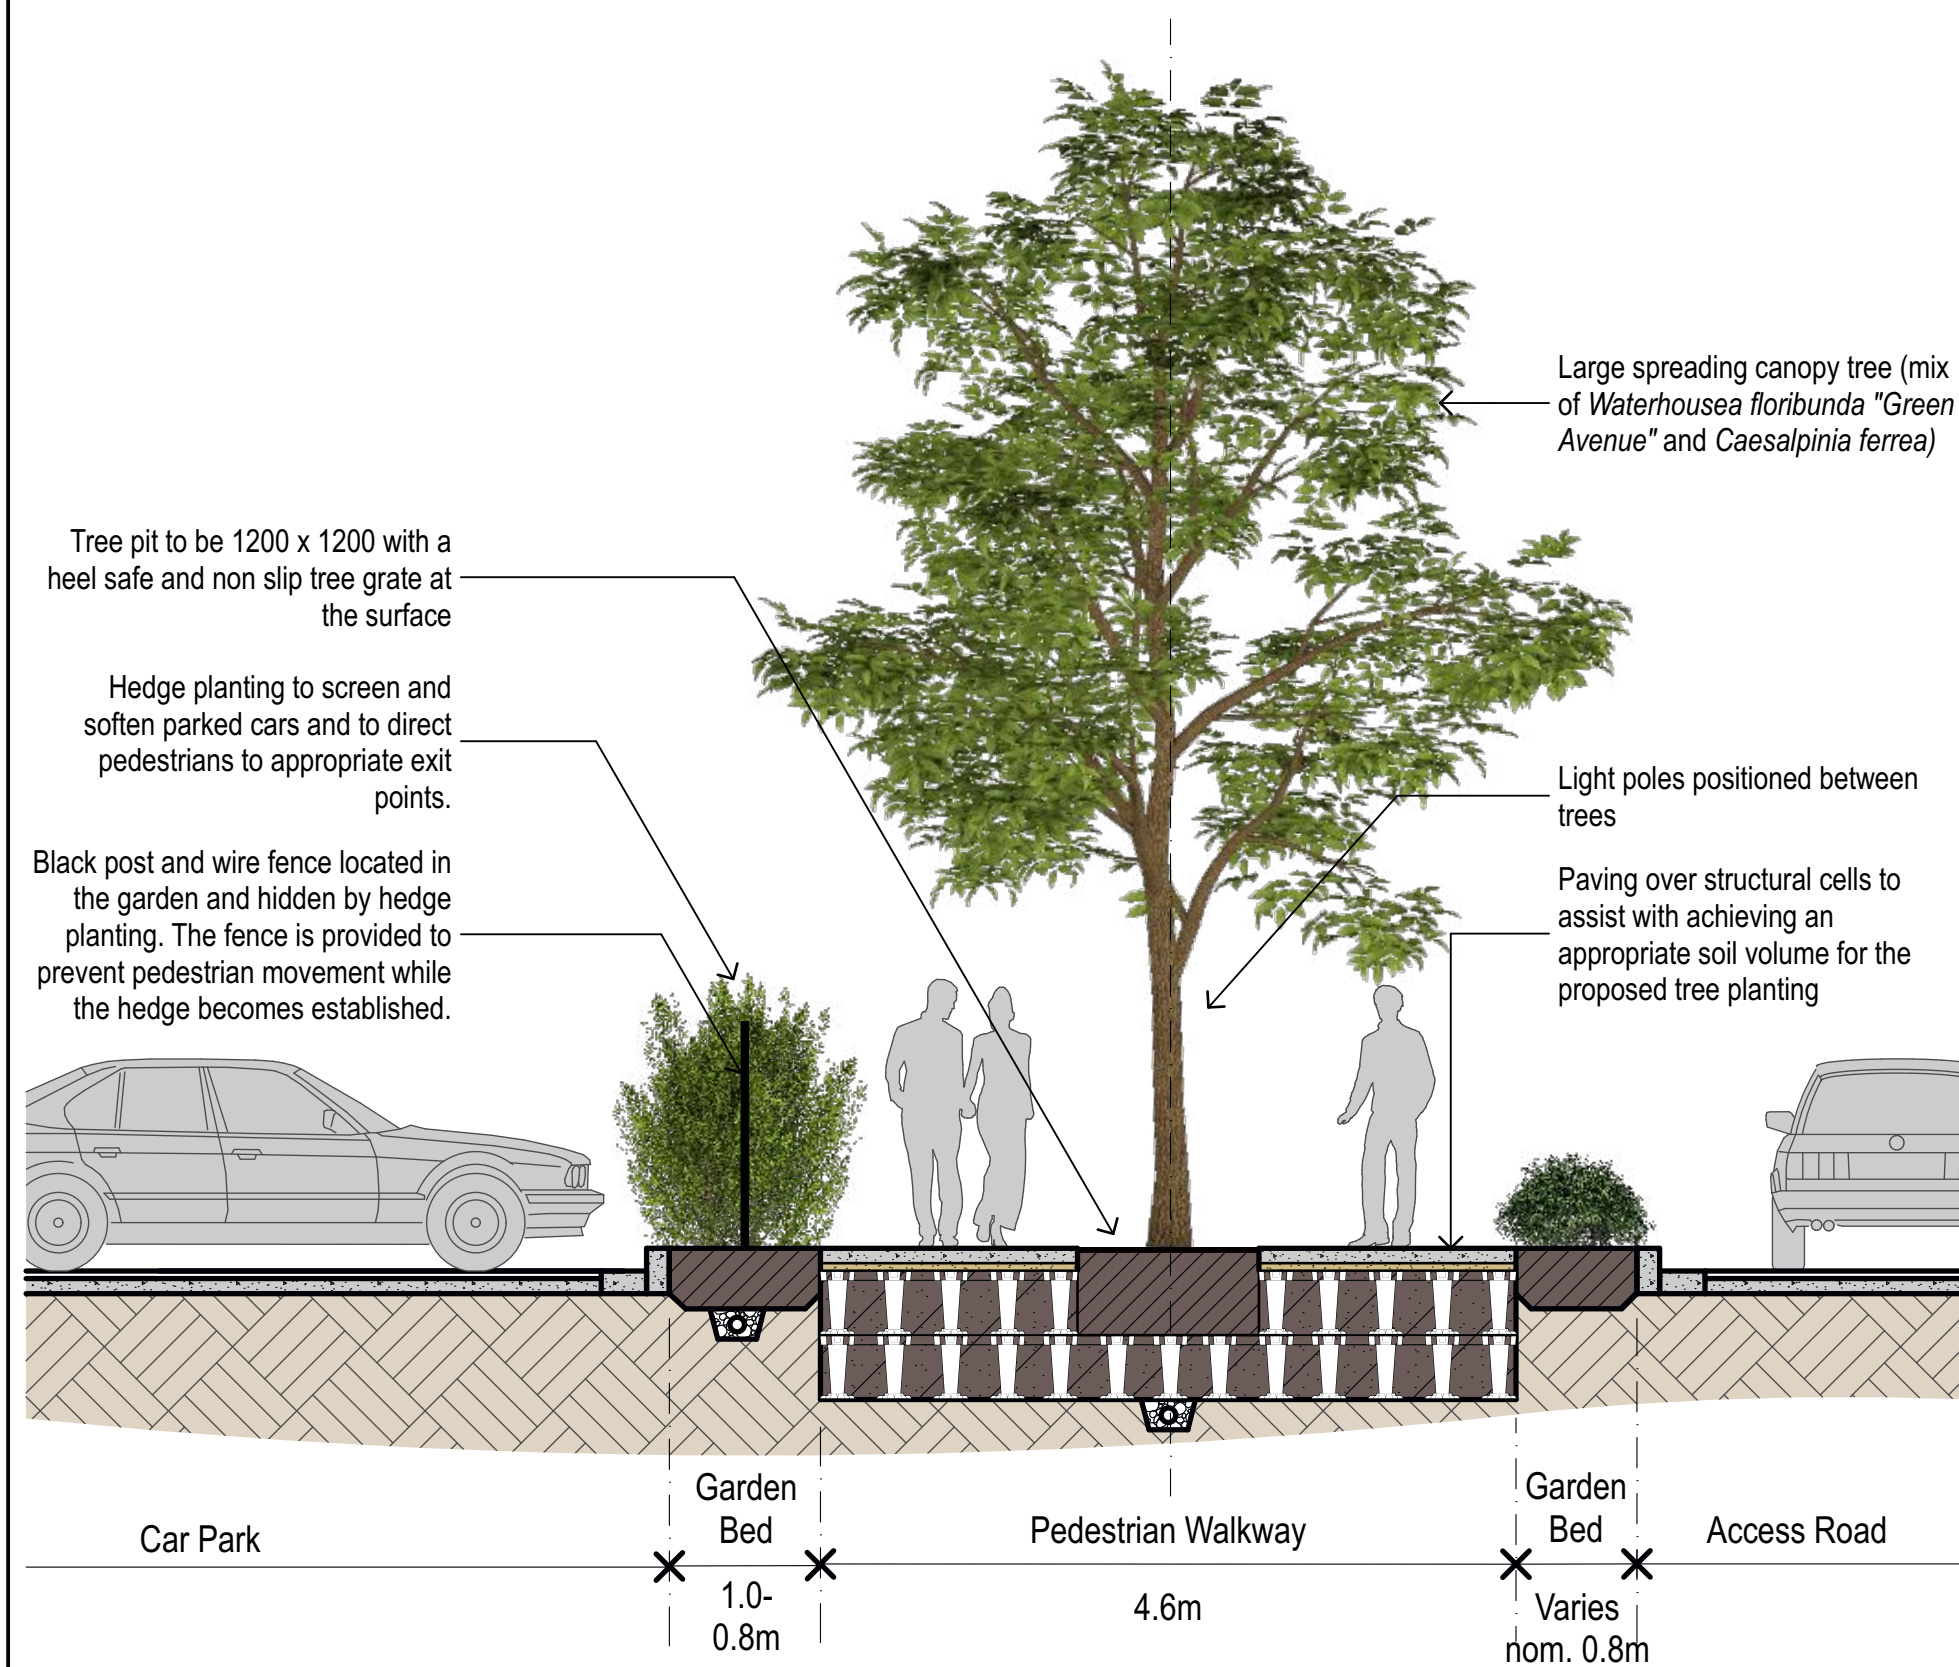 Large spreading canopy tree (mix
of Waterhousea floribunda "Green
Avenue" and Caesalpinia ferrea)
Tree pit to be 1200 x 1200 with a
heel safe and non slip tree grate at
the surface
Hedge planting to screen and
soften parked cars and to direct
pedestrians to appropriate exit
points.
Black post and wire fence located in
the garden and hidden by hedge
planting. The fence is provided to
prevent pedestrian movement while
the hedge becomes established.
Light poles positioned between
trees
Paving over structural cells to
assist with achieving an
appropriate soil volume for the
proposed tree planting
Car Park
Garden
Bed
Pedestrian Walkway
Garden
Bed
Access Road
1.0-
0.8m
4.6m
Varies
nom. 0.8m